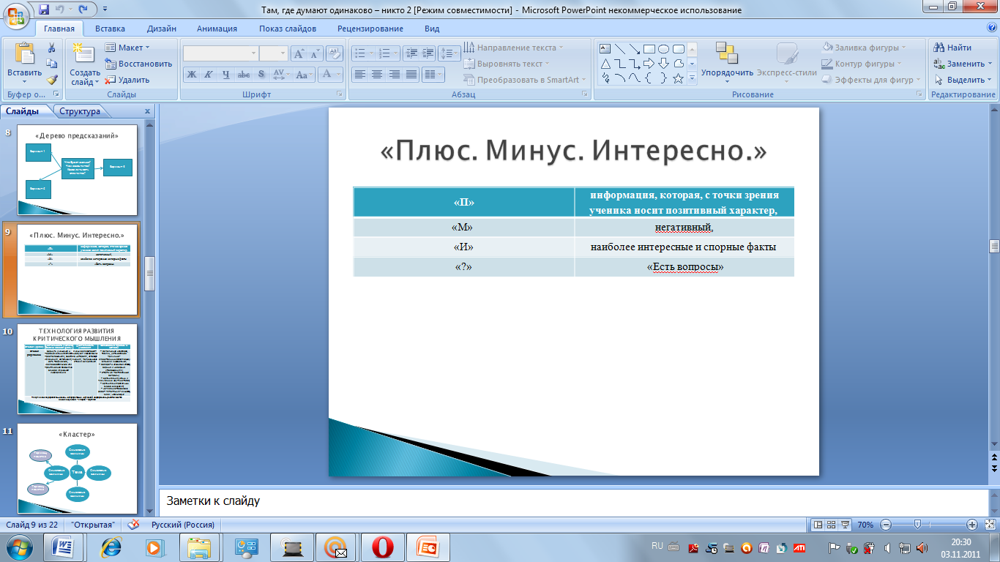 Там, где думают одинаково – никто 2 [Режим совместимости] - Microsoft PowerPoint некоммерческое использование
Главная Вставка Дизайн Анимация Показ слайдов Рецензирование Вид
Вставить
Буфер о...
Создать слайд
Макет
Восстановить
Удалить
Слайды
Ж К Ч abc S AV Aa A
Шрифт
Направление текста
Выровнять текст
Преобразовать в SmartArt
Абзац
Упорядочить
Экспресс-стили
Заливка фигуры
Контур фигуры
Эффекты для фигур
Рисование
Найти
Заменить
Выделить
Редактирование
Слайды Структура x
8
«Дерево предсказаний»
9
«Плюс. Минус. Интересно.»
10
ТЕХНОЛОГИЯ РАЗВИТИЯ
КРИТИЧЕСКОГО МЫШЛЕНИЯ
11
«Кластер»
Тема
«Плюс. Минус. Интересно.»
«П» информация, которая, с точки зрения
ученика носит позитивный характер,
«М» негативный,
«И» наиболее интересные и спорные факты
«?» «Есть вопросы»
Заметки к слайду
Слайд 9 из 22 "Открытая" Русский (Россия) 70%
RU
20:30
03.11.2011